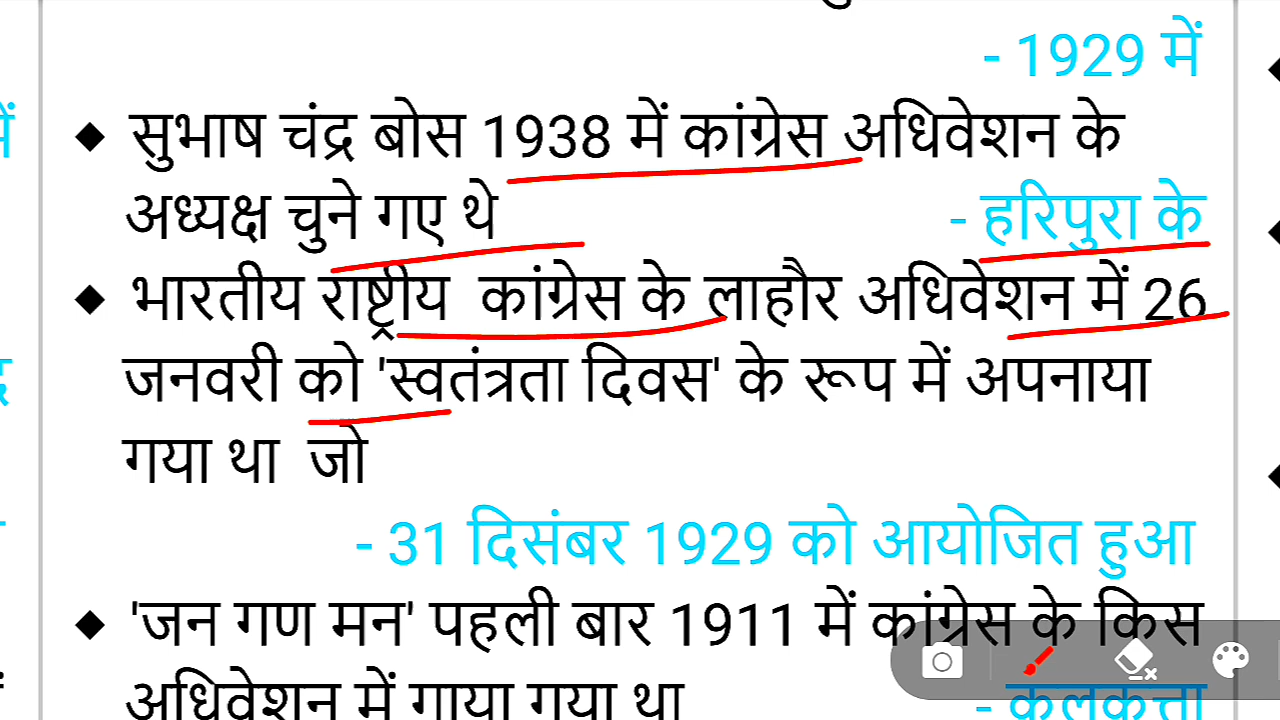 - 1929 में
◆ सुभाष चंद्र बोस 1938 में कांग्रेस अधिवेशन के
अध्यक्ष चुने गए थे - हरिपुरा के
◆ भारतीय राष्ट्रीय कांग्रेस के लाहौर अधिवेशन में 26
जनवरी को 'स्वतंत्रता दिवस' के रूप में अपनाया
गया था जो
- 31 दिसंबर 1929 को आयोजित हुआ
◆ 'जन गण मन' पहली बार 1911 में कांग्रेस के किस
अधिवेशन में गाया गया था - कलकत्ता